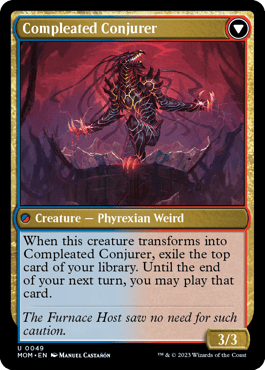 Compleated Conjurer
Creature — Phyrexian Weird
When this creature transforms into
Compleated Conjurer, exile the top
card of your library. Until the end
of your next turn, you may play that
card.
The Furnace Host saw no need for such
caution.
3/3
U 0049
MOM • EN MANUEL CASTAÑÓN
™ & © 2023 Wizards of the Coast